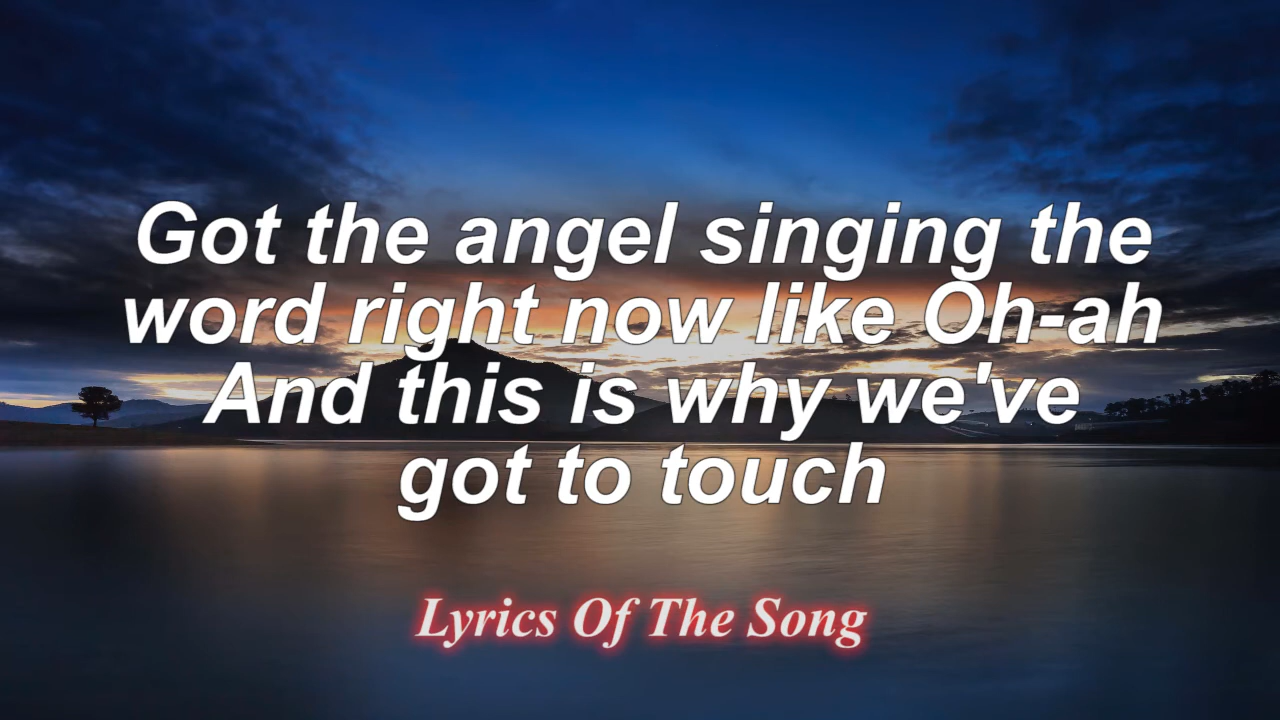 Got the angel singing the
word right now like Oh-ah
And this is why we've
got to touch
Lyrics Of The Song